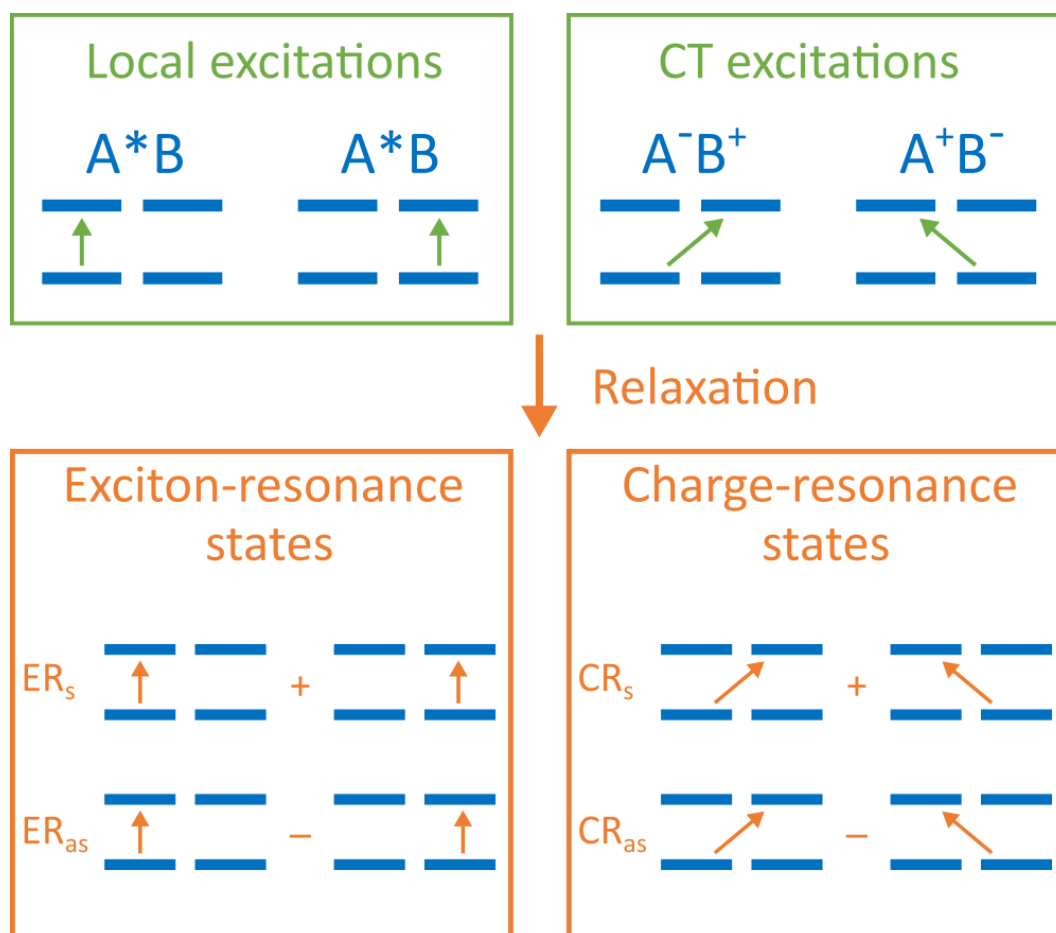 Local excitations
A*B A*B
CT excitations
A⁻B⁺ A⁺B⁻
Relaxation
Exciton-resonance
states
ERₛ +
ERₐₛ –
Charge-resonance
states
CRₛ +
CRₐₛ –